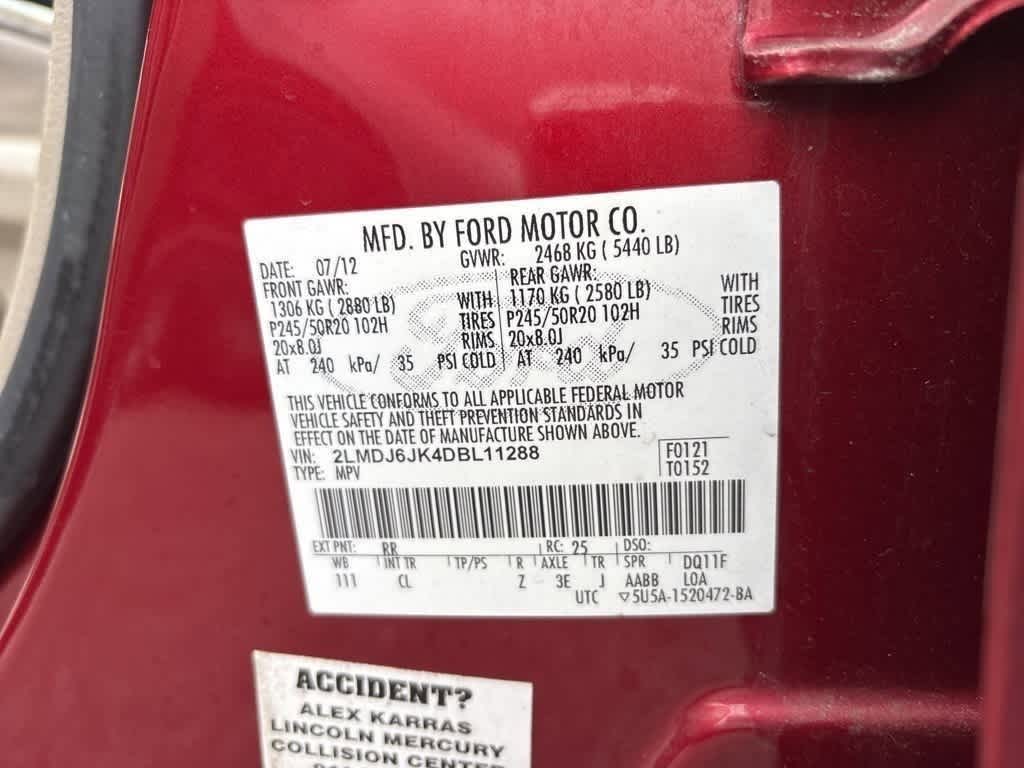 MFD. BY FORD MOTOR CO.
DATE: 07/12 GVWR: 2468 KG ( 5440 LB)
FRONT GAWR: REAR GAWR:
1306 KG ( 2880 LB) WITH 1170 KG ( 2580 LB) WITH
P245/50R20 102H TIRES P245/50R20 102H TIRES
20x8.0J RIMS 20x8.0J RIMS
AT 240 kPa/ 35 PSI COLD AT 240 kPa/ 35 PSI COLD
Ford
THIS VEHICLE CONFORMS TO ALL APPLICABLE FEDERAL MOTOR
VEHICLE SAFETY AND THEFT PREVENTION STANDARDS IN
EFFECT ON THE DATE OF MANUFACTURE SHOWN ABOVE.
VIN: 2LMDJ6JK4DBL11288 F0121
TYPE: MPV T0152
EXT PNT: RR RC: 25 DSO:
WB INT TR TP/PS R AXLE TR SPR DQ11F
111 CL Z 3E J AABB LOA
UTC ▽5U5A-1520472-BA
ACCIDENT?
ALEX KARRAS
LINCOLN MERCURY
COLLISION CENTER